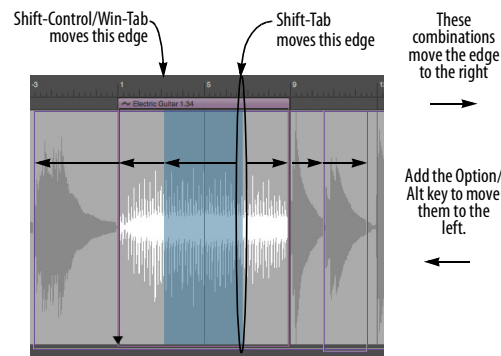 Shift-Control/Win-Tab
moves this edge
Shift-Tab
moves this edge
These
combinations
move the edge
to the right
-3
1
5
9
Electric Guitar 1.34
Add the Option/
Alt key to move
them to the
left.